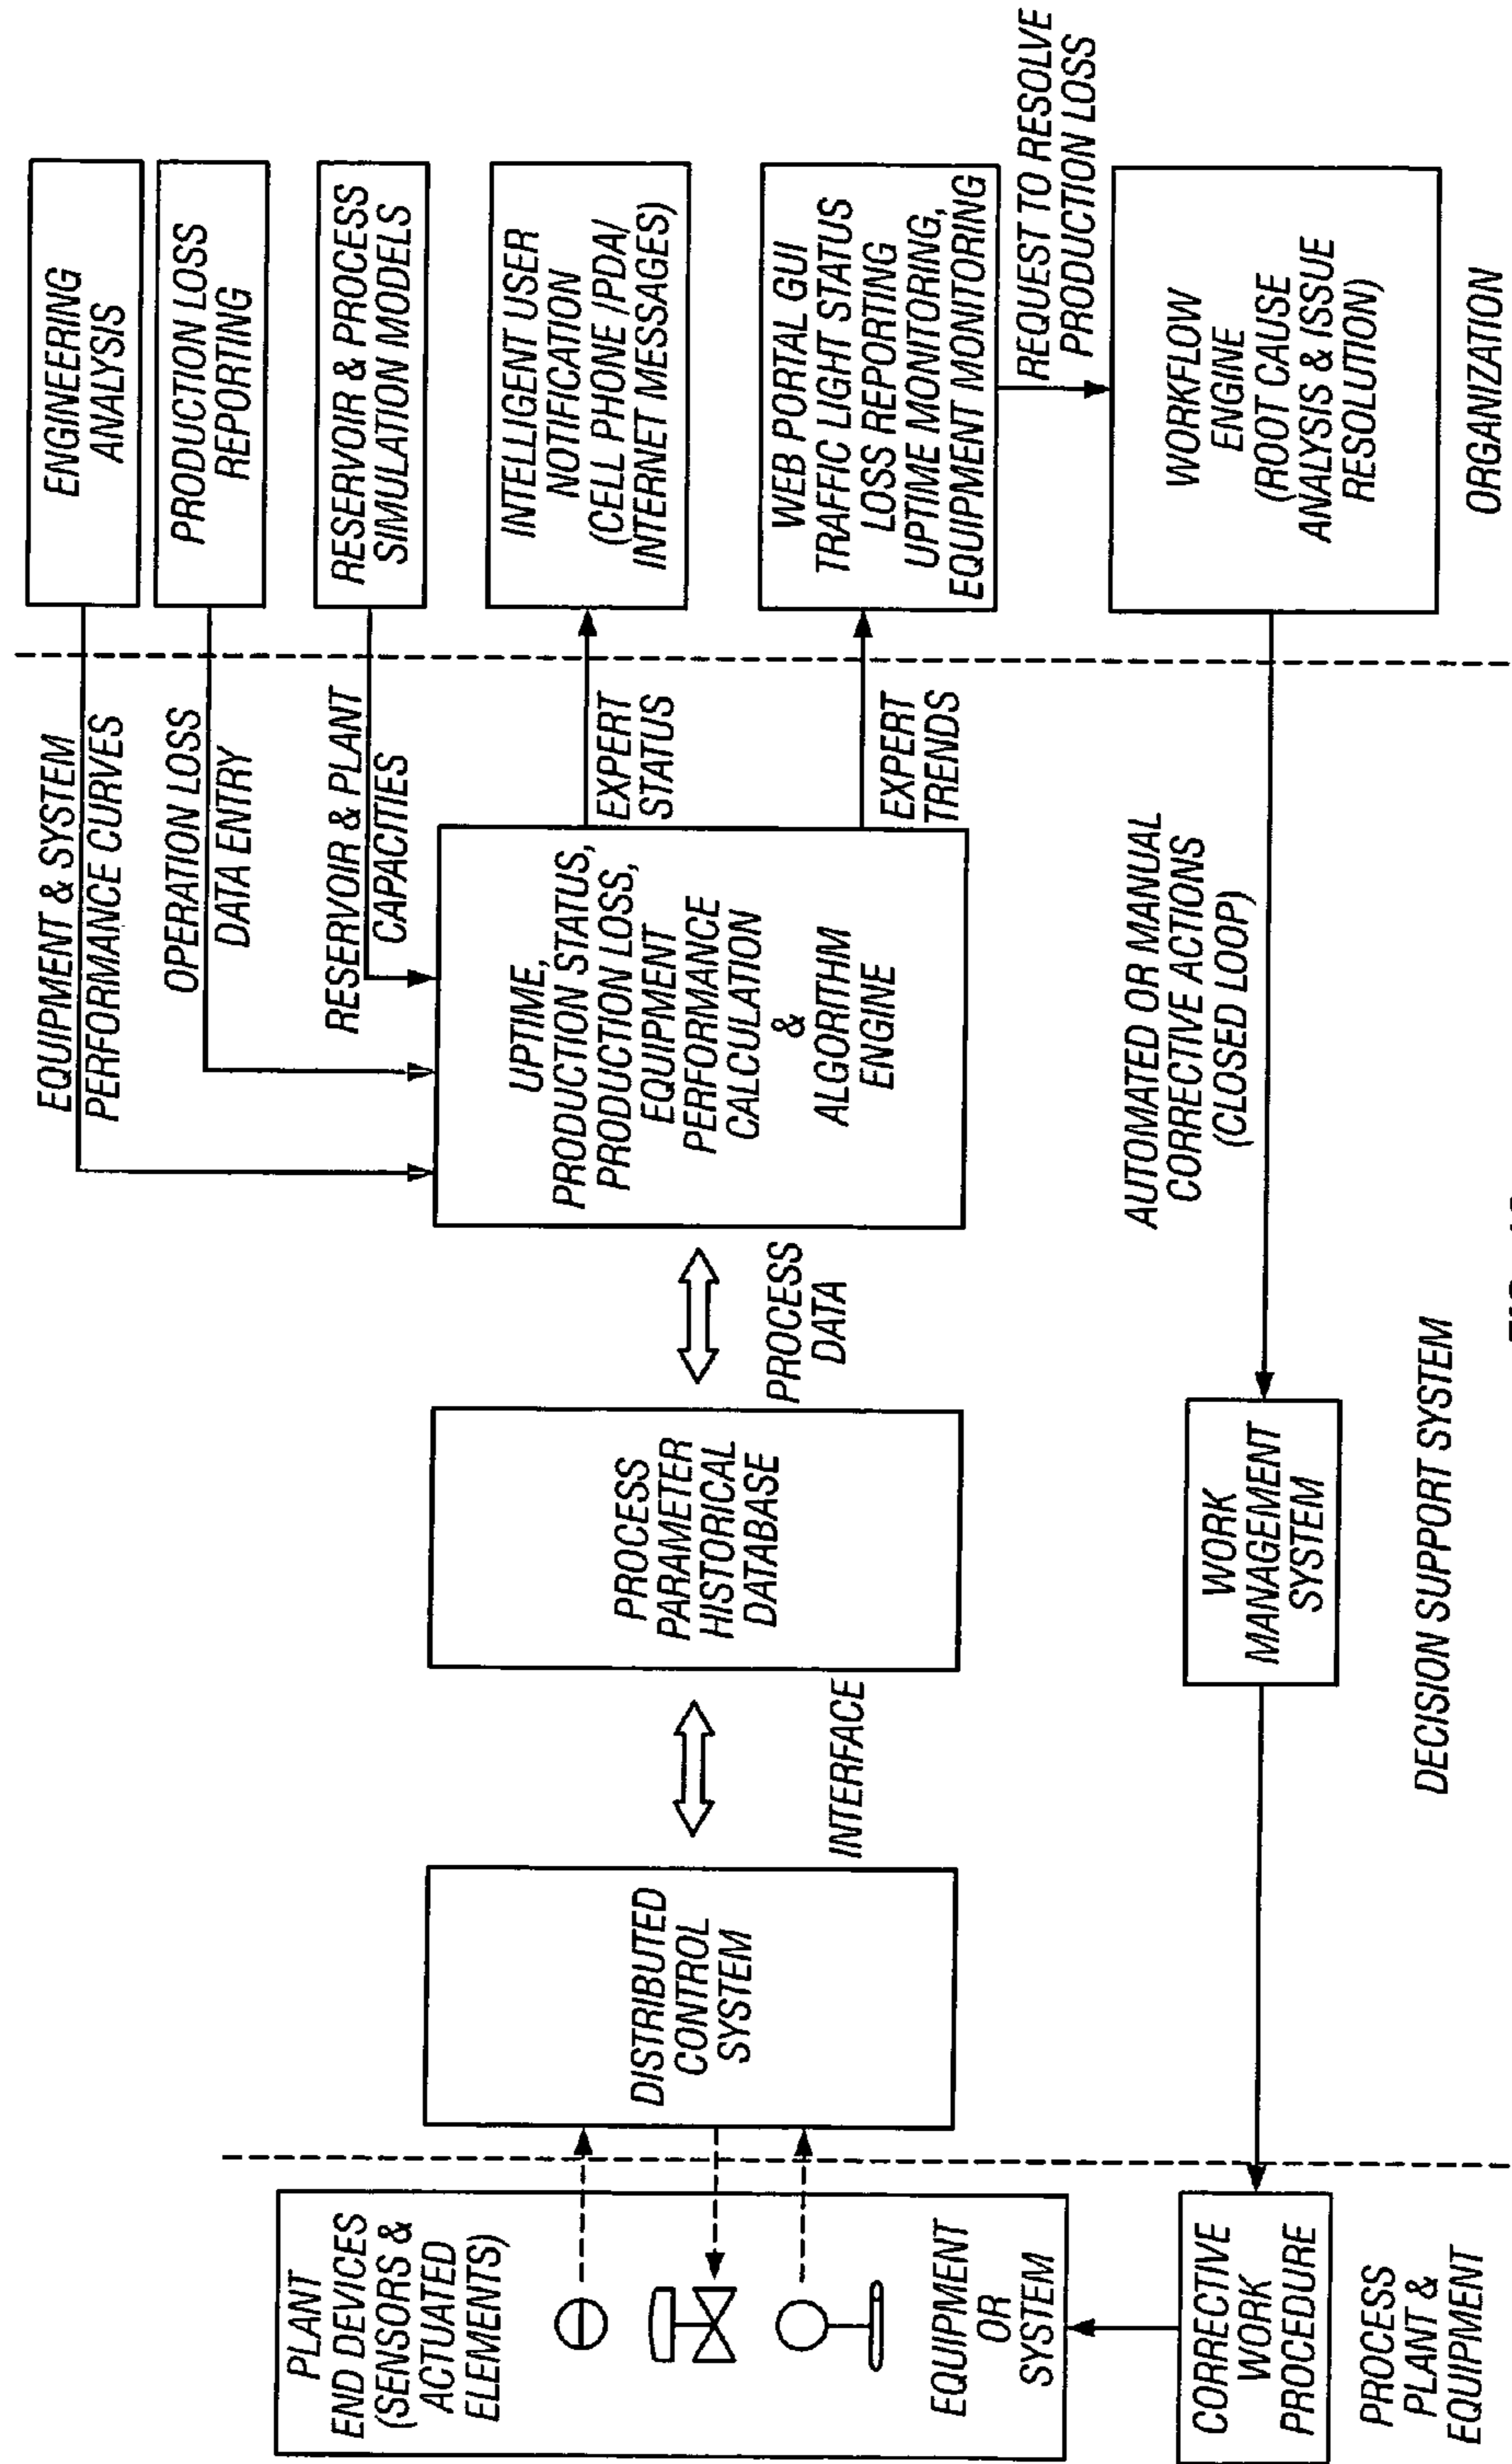 PLANT
END DEVICES
(SENSORS &
ACTUATED
ELEMENTS)
EQUIPMENT
OR
SYSTEM
CORRECTIVE
WORK
PROCEDURE
PROCESS
PLANT &
EQUIPMENT
DISTRIBUTED
CONTROL
SYSTEM
INTERFACE
PROCESS
PARAMETER
HISTORICAL
DATABASE
PROCESS
DATA
WORK
MANAGEMENT
SYSTEM
DECISION SUPPORT SYSTEM
EQUIPMENT & SYSTEM
PERFORMANCE CURVES
OPERATION LOSS
DATA ENTRY
RESERVOIR & PLANT
CAPACITIES
UPTIME,
PRODUCTION STATUS,
PRODUCTION LOSS,
EQUIPMENT
PERFORMANCE
CALCULATION
&
ALGORITHM
ENGINE
EXPERT
STATUS
EXPERT
TRENDS
AUTOMATED OR MANUAL
CORRECTIVE ACTIONS
(CLOSED LOOP)
ENGINEERING
ANALYSIS
PRODUCTION LOSS
REPORTING
RESERVOIR & PROCESS
SIMULATION MODELS
INTELLIGENT USER
NOTIFICATION
(CELL PHONE /PDA/
INTERNET MESSAGES)
WEB PORTAL GUI
TRAFFIC LIGHT STATUS
LOSS REPORTING
UPTIME MONITORING,
EQUIPMENT MONITORING
REQUEST TO RESOLVE
PRODUCTION LOSS
WORKFLOW
ENGINE
(ROOT CAUSE
ANALYSIS & ISSUE
RESOLUTION)
ORGANIZATION